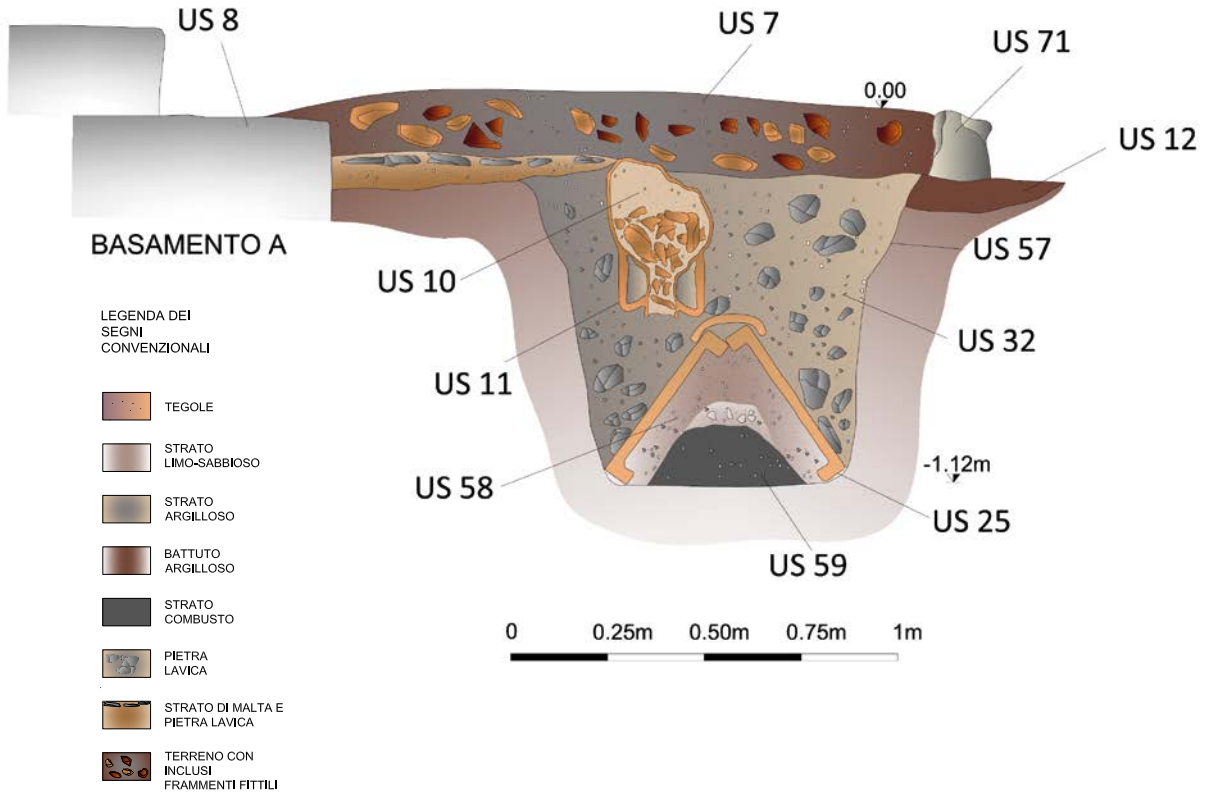 US 8
US 7
US 71
0.00
US 12
BASAMENTO A
US 57
US 10
LEGENDA DEI
SEGNI
CONVENZIONALI
US 32
US 11
TEGOLE
STRATO
LIMO-SABBIOSO
-1.12m
US 58
US 25
STRATO
ARGILLOSO
US 59
BATTUTO
ARGILLOSO
STRATO
COMBUSTO
0 0.25m 0.50m 0.75m 1m
PIETRA
LAVICA
STRATO DI MALTA E
PIETRA LAVICA
TERRENO CON
INCLUSI
FRAMMENTI FITTILI